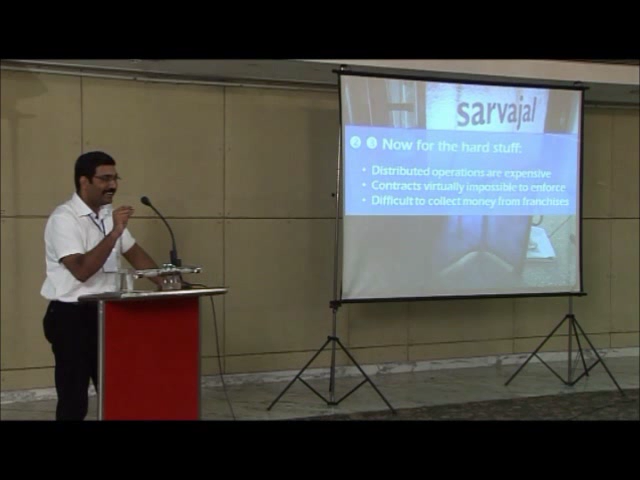 sarvajal
Now for the hard stuff:
• Distributed operations are expensive
• Contracts virtually impossible to enforce
• Difficult to collect money from franchises